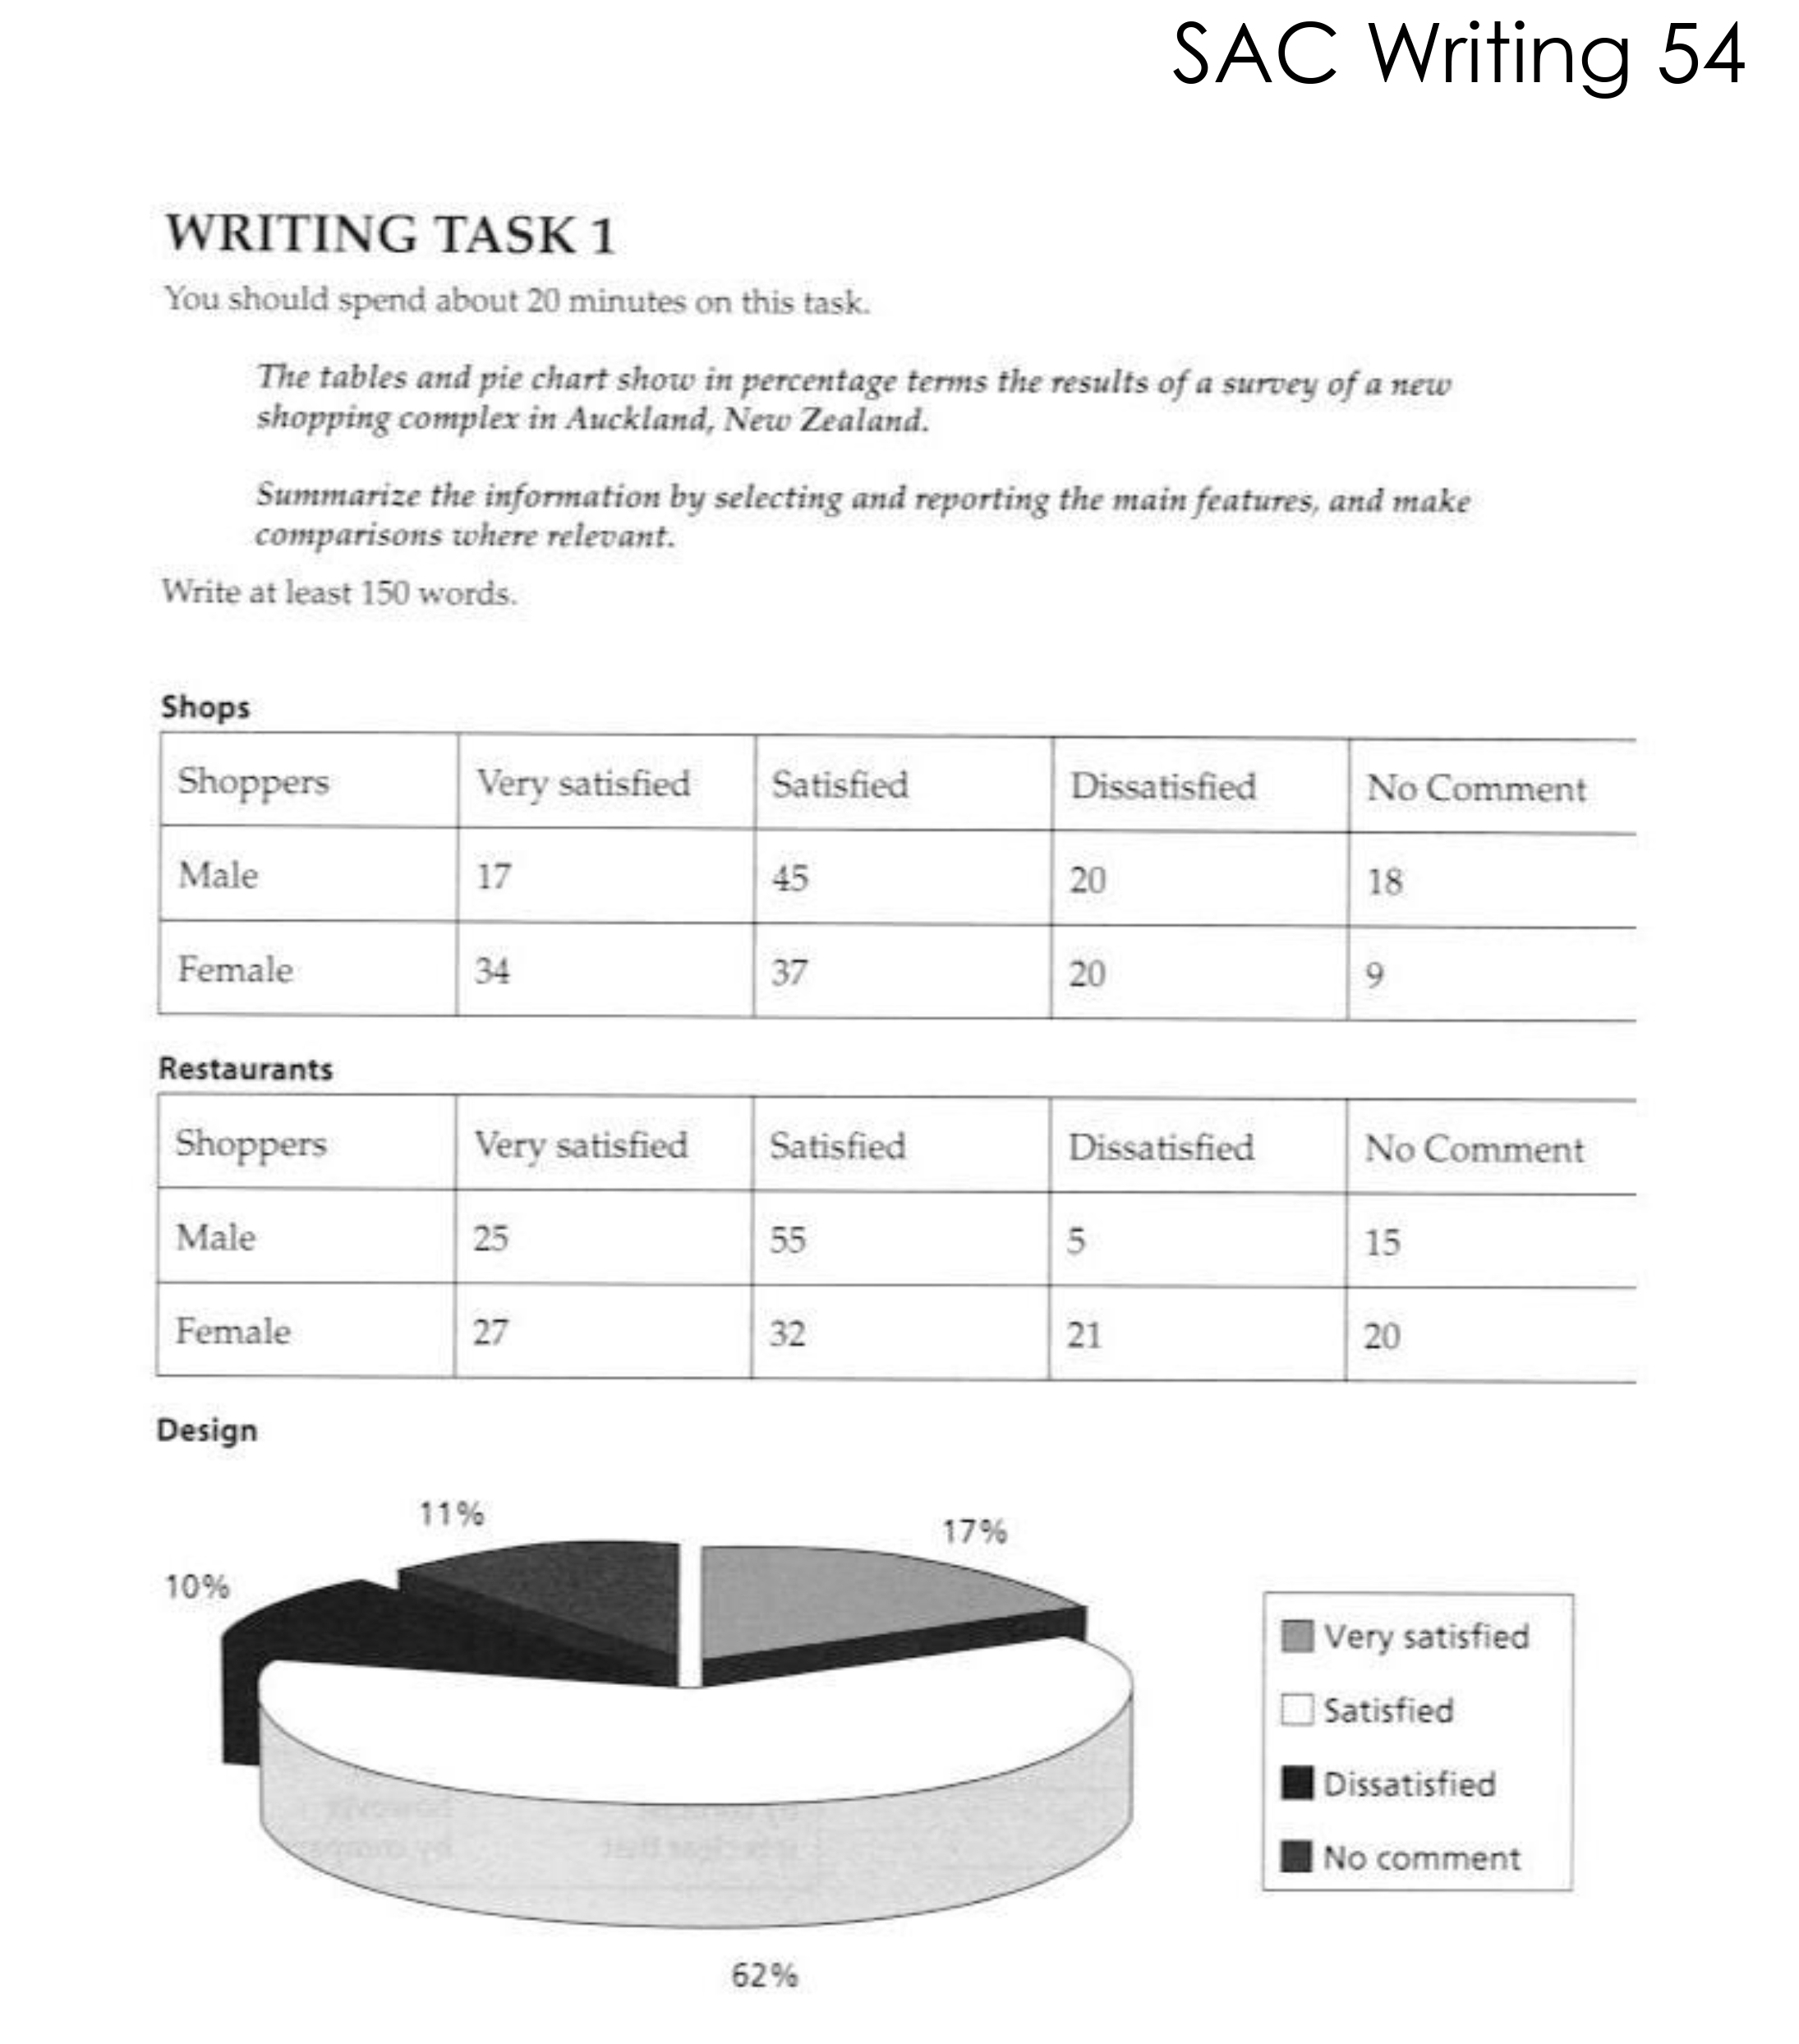 SAC Writing 54
WRITING TASK 1
You should spend about 20 minutes on this task.
The tables and pie chart show in percentage terms the results of a survey of a new
shopping complex in Auckland, New Zealand.
Summarize the information by selecting and reporting the main features, and make
comparisons where relevant.
Write at least 150 words.
Shops
Shoppers Very satisfied Satisfied Dissatisfied No Comment
Male 17 45 20 18
Female 34 37 20 9
Restaurants
Shoppers Very satisfied Satisfied Dissatisfied No Comment
Male 25 55 5 15
Female 27 32 21 20
Design
11%
17%
10%
Very satisfied
Satisfied
Dissatisfied
No comment
62%